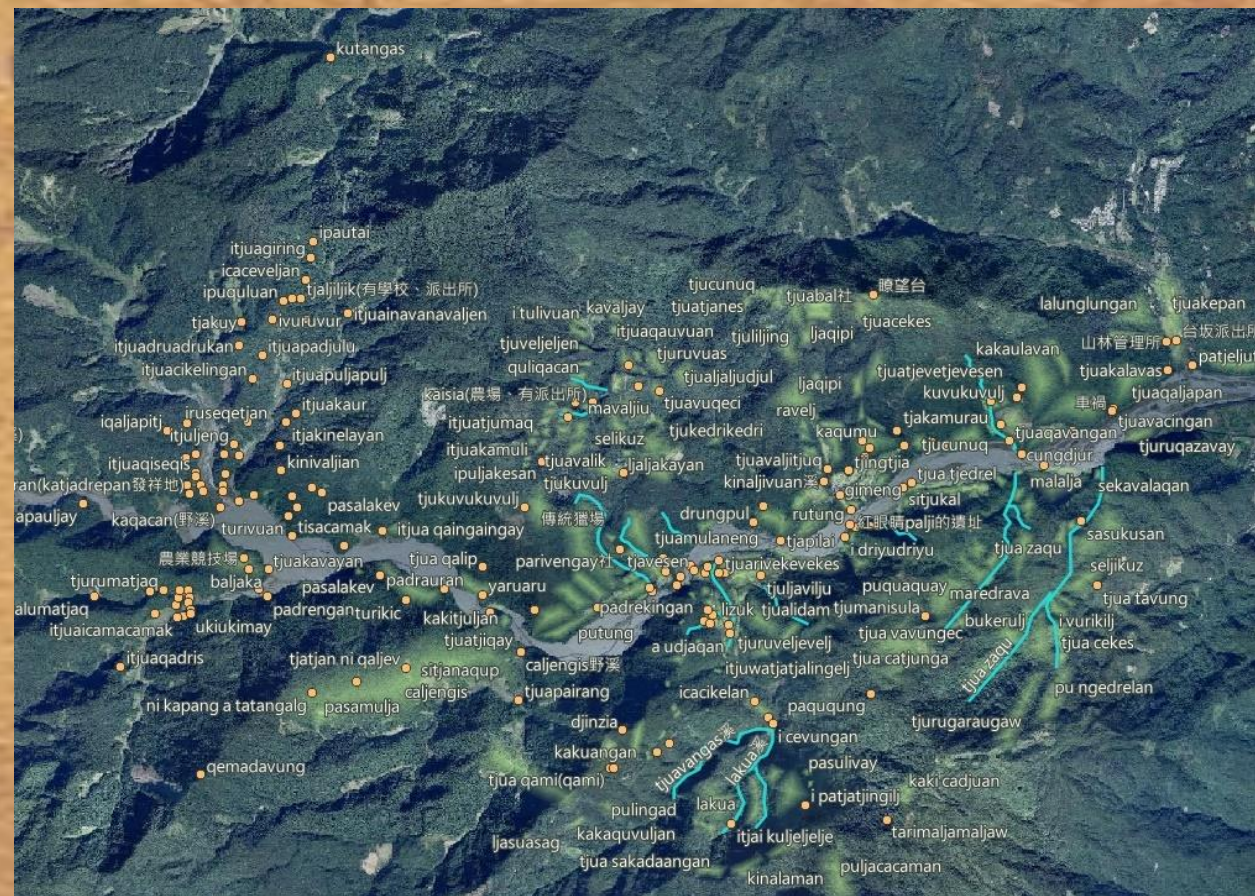 kutangas
ipautai
itjuagiring
icaceveljan
ipuquluan
tjaljiljik(有學校、派出所)
tjakuy
ivuruvur
itjuainavanavaljen
itjuadruadrukan
itjuapadjulu
itjuacikelingan
itjuapuljapulj
iruseqetjan
itjuakaur
iqaljapitj
itjuljeng
itjakinelayan
itjuaqiseqis
kinivaljian
ran(katjadrepan發祥地)
apauljay
kaqacan(野溪)
pasalakev
turivuan
tisacamak
itjua qaingaingay
農業競技場
tjuakavayan
tjurumatjaq
baljaka
pasalakev
padrauran
tjua qalip
yaruaru
alumatjaq
padrengan
turikic
kakitjuljan
itjuaicamacamak
ukiukimay
tjuatjiqay
itjuaqadris
tjatjan ni qaljev
sitjanaqup
caljengis野溪
caljengis
tjuapairang
ni kapang a tatangalg
pasamulja
qemadavung
tjucunuq
i tulivuan
kavaljay
tjuatjanes
tjuabal社
瞭望台
itjuaqauvuan
tjuliljing
ljaqipi
tjuacekes
tjuveljeljen
tjuruvuas
quliqacan
tjualjaljudjul
ljaqipi
kaisia(農場、有派出所)
mavaljiu
tjuavuqeci
ravelj
itjuatjumaq
tjukedrikedri
kaqumu
itjuakamuli
selikuz
ipuljakesan
tjuavalik
ljaljakayan
tjuavaljitjuq
tjingtjia
tjukuvulj
kinaljivuan溪
tjukuvukuvulj
傳統獵場
drungpul
gimeng
rutung
sitjukal
紅眼睛palji的遺址
parivengay社
tjuamulaneng
tjapilai
i driyudriyu
tjavesen
tjuarivekevekes
tjuljavilju
puquaquay
padrekingan
lizuk
tjualidam
tjumanisula
putung
a udjaqan
tjuruveljevelj
tjua vavungec
itjuwatjatjalingelj
tjua catjunga
icacikelan
paququng
djinzia
i cevungan
kakuangan
tjuavangas溪
lakua溪
pasulivay
tjua qami(qami)
pulingad
lakua
i patjatjingilj
kaki cadjuan
kakaquvuljan
itjai kuljeljelje
tarimaljamaljaw
ljasuasag
tjua sakadaangan
puljacacaman
kinalaman
lalunglungan
tjuakepan
山林管理所
台坂派出所
kakaulavan
tjuatjevetjevesen
tjuakalavas
patjeljut
kuvukuvulj
車禍
tjuaqaljapan
tjakamurau
tjuavacingan
tjucunuq
tjuaqavangan
tjuruqazavay
cungdjur
tjua tjedrel
malalja
sekavalaqan
sasukusan
tjua zaqu
seljikuz
maredrava
tjua tavung
bukerulj
i vurikilj
tjua zaqu
tjua cekes
pu ngedrelan
tjurugaraugaw